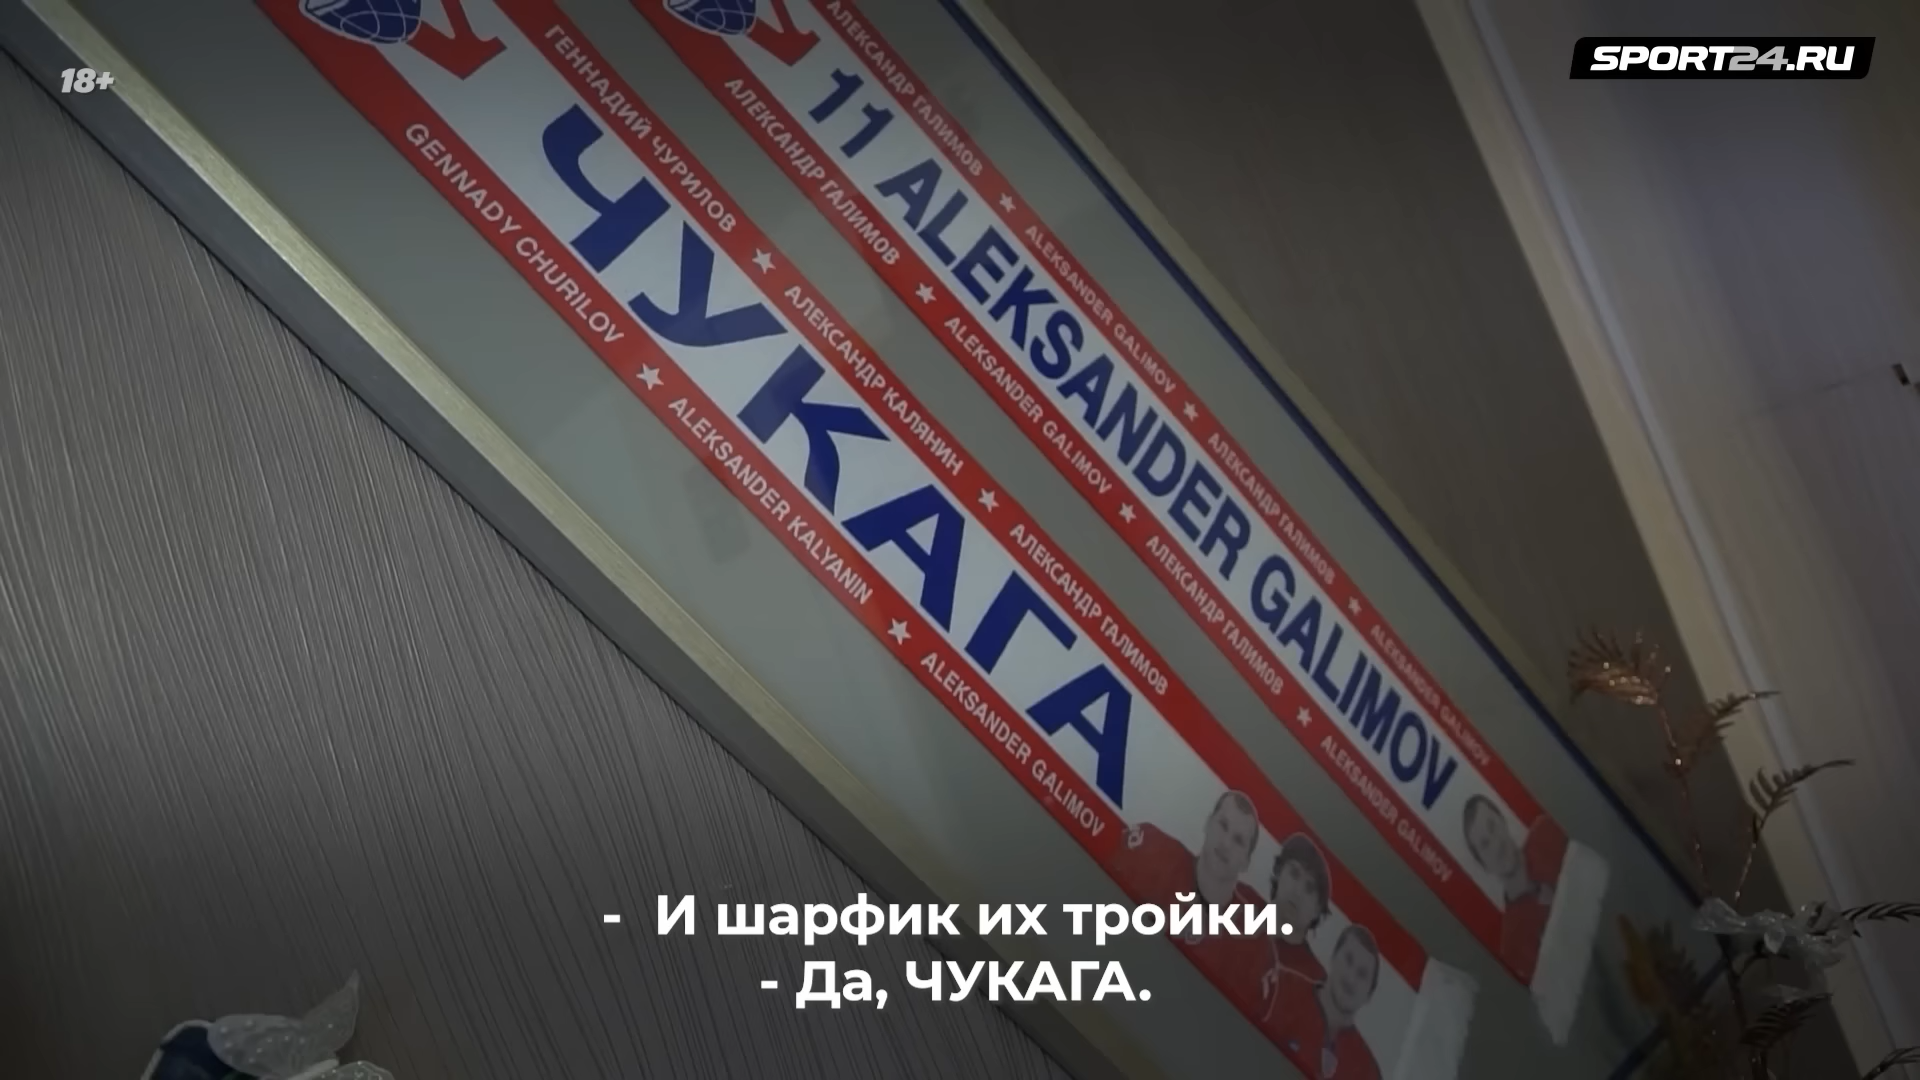 18+
SPORT24.RU
ГЕННАДИЙ ЧУРИЛОВ ★ АЛЕКСАНДР КАЛЯНИН ★ АЛЕКСАНДР ГАЛИМОВ
ЧУКАГА
GENNADY CHURILOV ★ ALEKSANDER KALYANIN ★ ALEKSANDER GALIMOV
АЛЕКСАНДР ГАЛИМОВ ★ ALEKSANDER GALIMOV ★ АЛЕКСАНДР ГАЛИМОВ ★ ALEKSANDER GALIMOV
11 ALEKSANDER GALIMOV
АЛЕКСАНДР ГАЛИМОВ ★ ALEKSANDER GALIMOV ★ АЛЕКСАНДР ГАЛИМОВ ★ ALEKSANDER GALIMOV
- И шарфик их тройки.
- Да, ЧУКАГА.